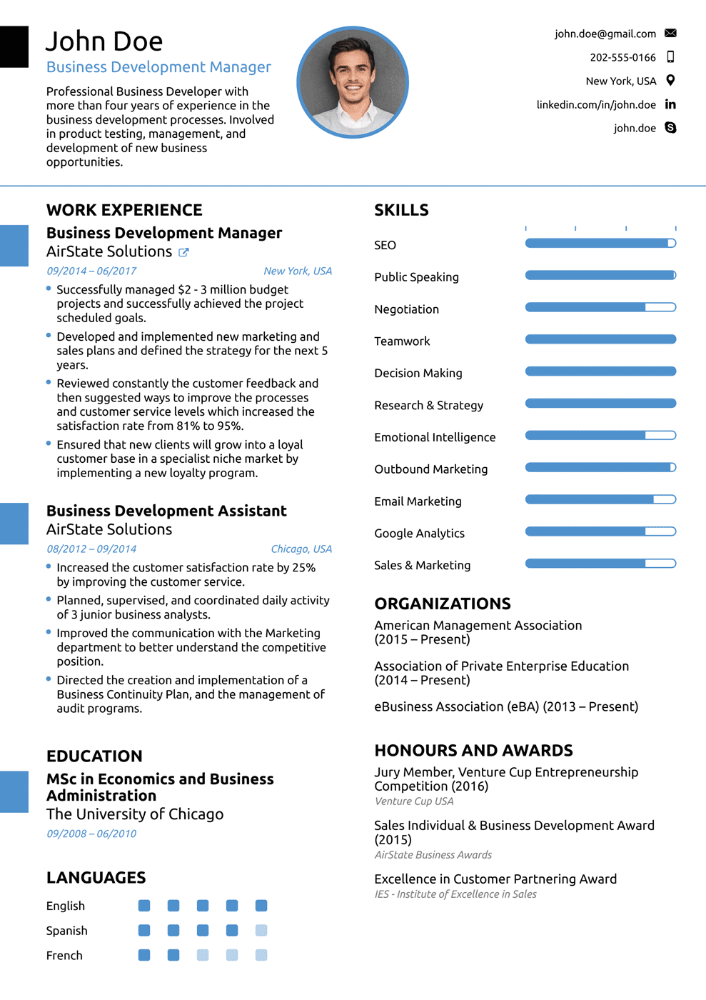 John Doe
Business Development Manager
Professional Business Developer with
more than four years of experience in the
business development processes. Involved
in product testing, management, and
development of new business
opportunities.
john.doe@gmail.com
202-555-0166
New York, USA
linkedin.com/in/john.doe
john.doe
WORK EXPERIENCE
Business Development Manager
AirState Solutions
09/2014 – 06/2017 New York, USA
Successfully managed $2 - 3 million budget
projects and successfully achieved the project
scheduled goals.
Developed and implemented new marketing and
sales plans and defined the strategy for the next 5
years.
Reviewed constantly the customer feedback and
then suggested ways to improve the processes
and customer service levels which increased the
satisfaction rate from 81% to 95%.
Ensured that new clients will grow into a loyal
customer base in a specialist niche market by
implementing a new loyalty program.
Business Development Assistant
AirState Solutions
08/2012 – 09/2014 Chicago, USA
Increased the customer satisfaction rate by 25%
by improving the customer service.
Planned, supervised, and coordinated daily activity
of 3 junior business analysts.
Improved the communication with the Marketing
department to better understand the competitive
position.
Directed the creation and implementation of a
Business Continuity Plan, and the management of
audit programs.
EDUCATION
MSc in Economics and Business
Administration
The University of Chicago
09/2008 – 06/2010
LANGUAGES
English
Spanish
French
SKILLS
SEO
Public Speaking
Negotiation
Teamwork
Decision Making
Research & Strategy
Emotional Intelligence
Outbound Marketing
Email Marketing
Google Analytics
Sales & Marketing
ORGANIZATIONS
American Management Association
(2015 – Present)
Association of Private Enterprise Education
(2014 – Present)
eBusiness Association (eBA) (2013 – Present)
HONOURS AND AWARDS
Jury Member, Venture Cup Entrepreneurship
Competition (2016)
Venture Cup USA
Sales Individual & Business Development Award
(2015)
AirState Business Awards
Excellence in Customer Partnering Award
IES - Institute of Excellence in Sales